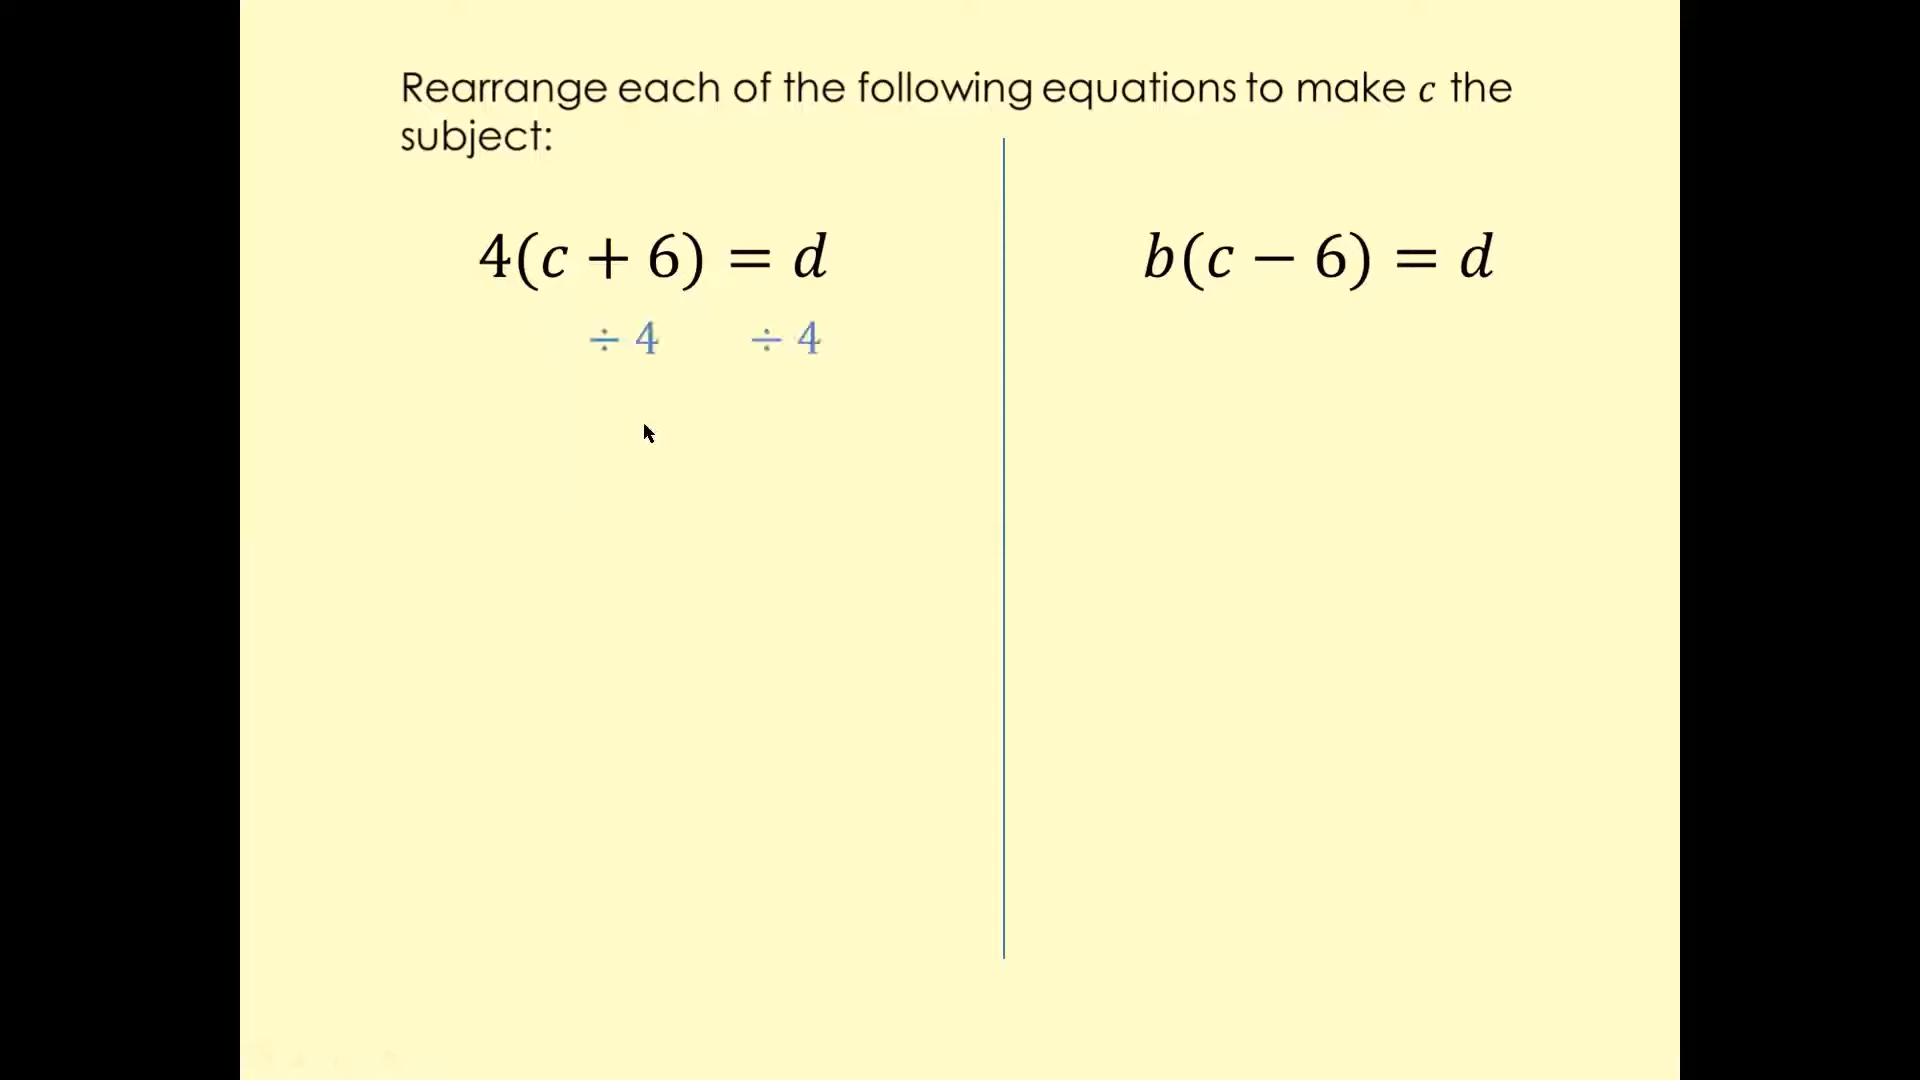 Rearrange each of the following equations to make c the
subject:
4(c + 6) = d
÷ 4 ÷ 4
b(c − 6) = d